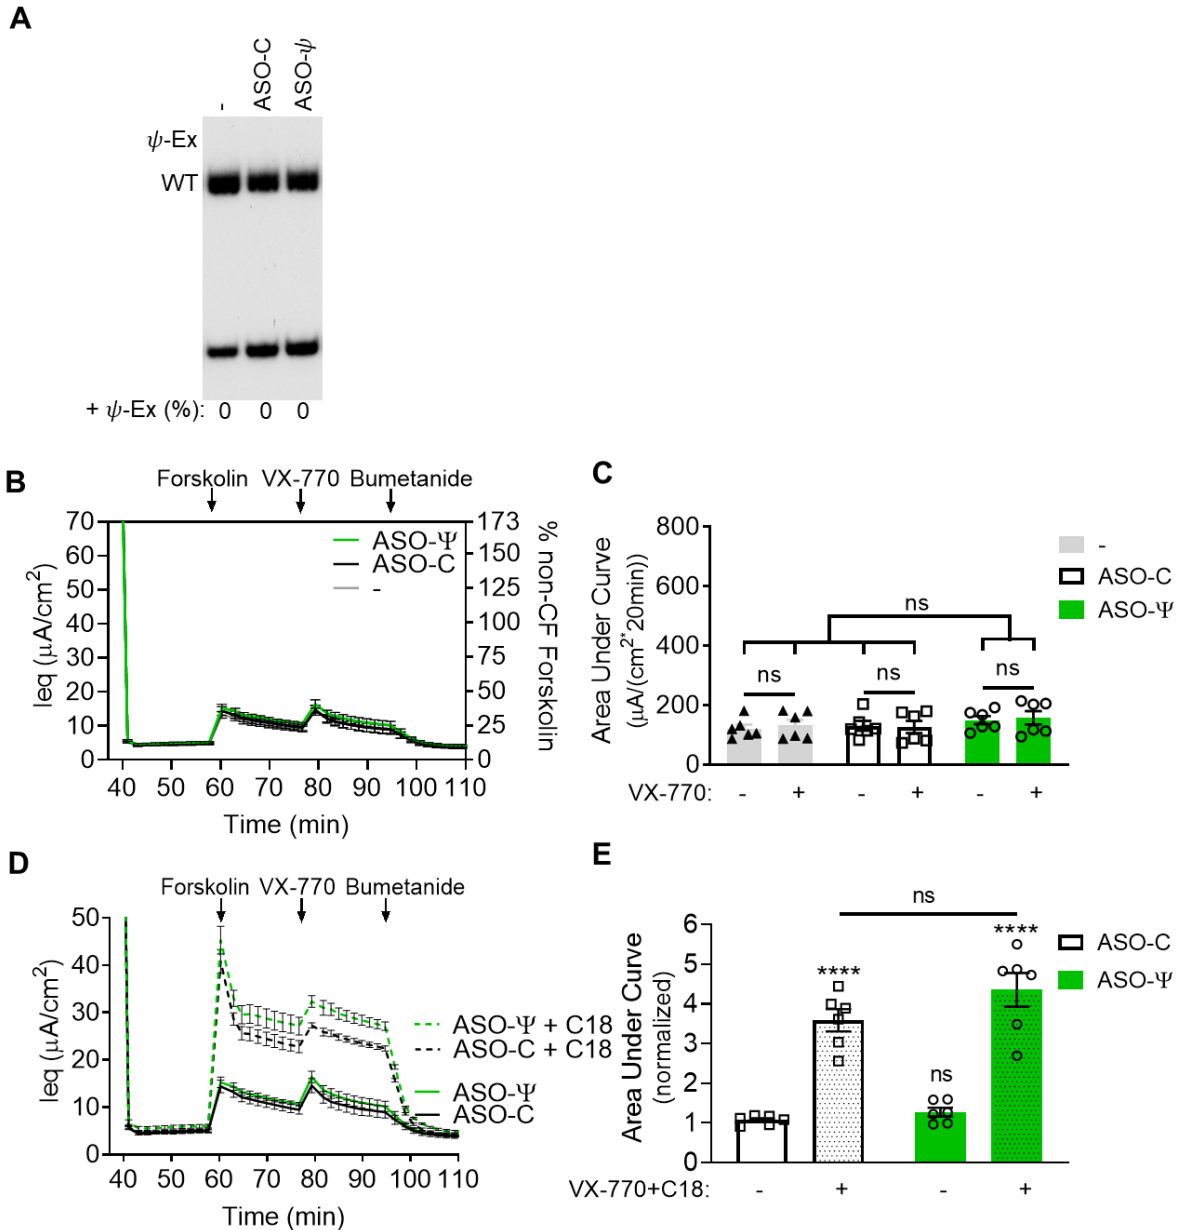 A
-
ASO-C
ASO-ψ
ψ-Ex
WT
+ ψ-Ex (%): 0 0 0
B
Forskolin VX-770 Bumetanide
70
60
50
40
30
20
10
0
Ieq (µA/cm²)
173
150
125
100
75
50
25
0
% non-CF Forskolin
ASO-Ψ
ASO-C
-
40 50 60 70 80 90 100 110
Time (min)
C
800
600
400
200
0
Area Under Curve
(µA/(cm²*20min))
-
ASO-C
ASO-Ψ
ns
ns ns ns
VX-770: - + - + - +
D
Forskolin VX-770 Bumetanide
50
40
30
20
10
0
Ieq (µA/cm²)
ASO-Ψ + C18
ASO-C + C18
ASO-Ψ
ASO-C
40 50 60 70 80 90 100 110
Time (min)
E
6
5
4
3
2
1
0
Area Under Curve
(normalized)
ns
****
****
ns
ASO-C
ASO-Ψ
VX-770+C18: - + - +